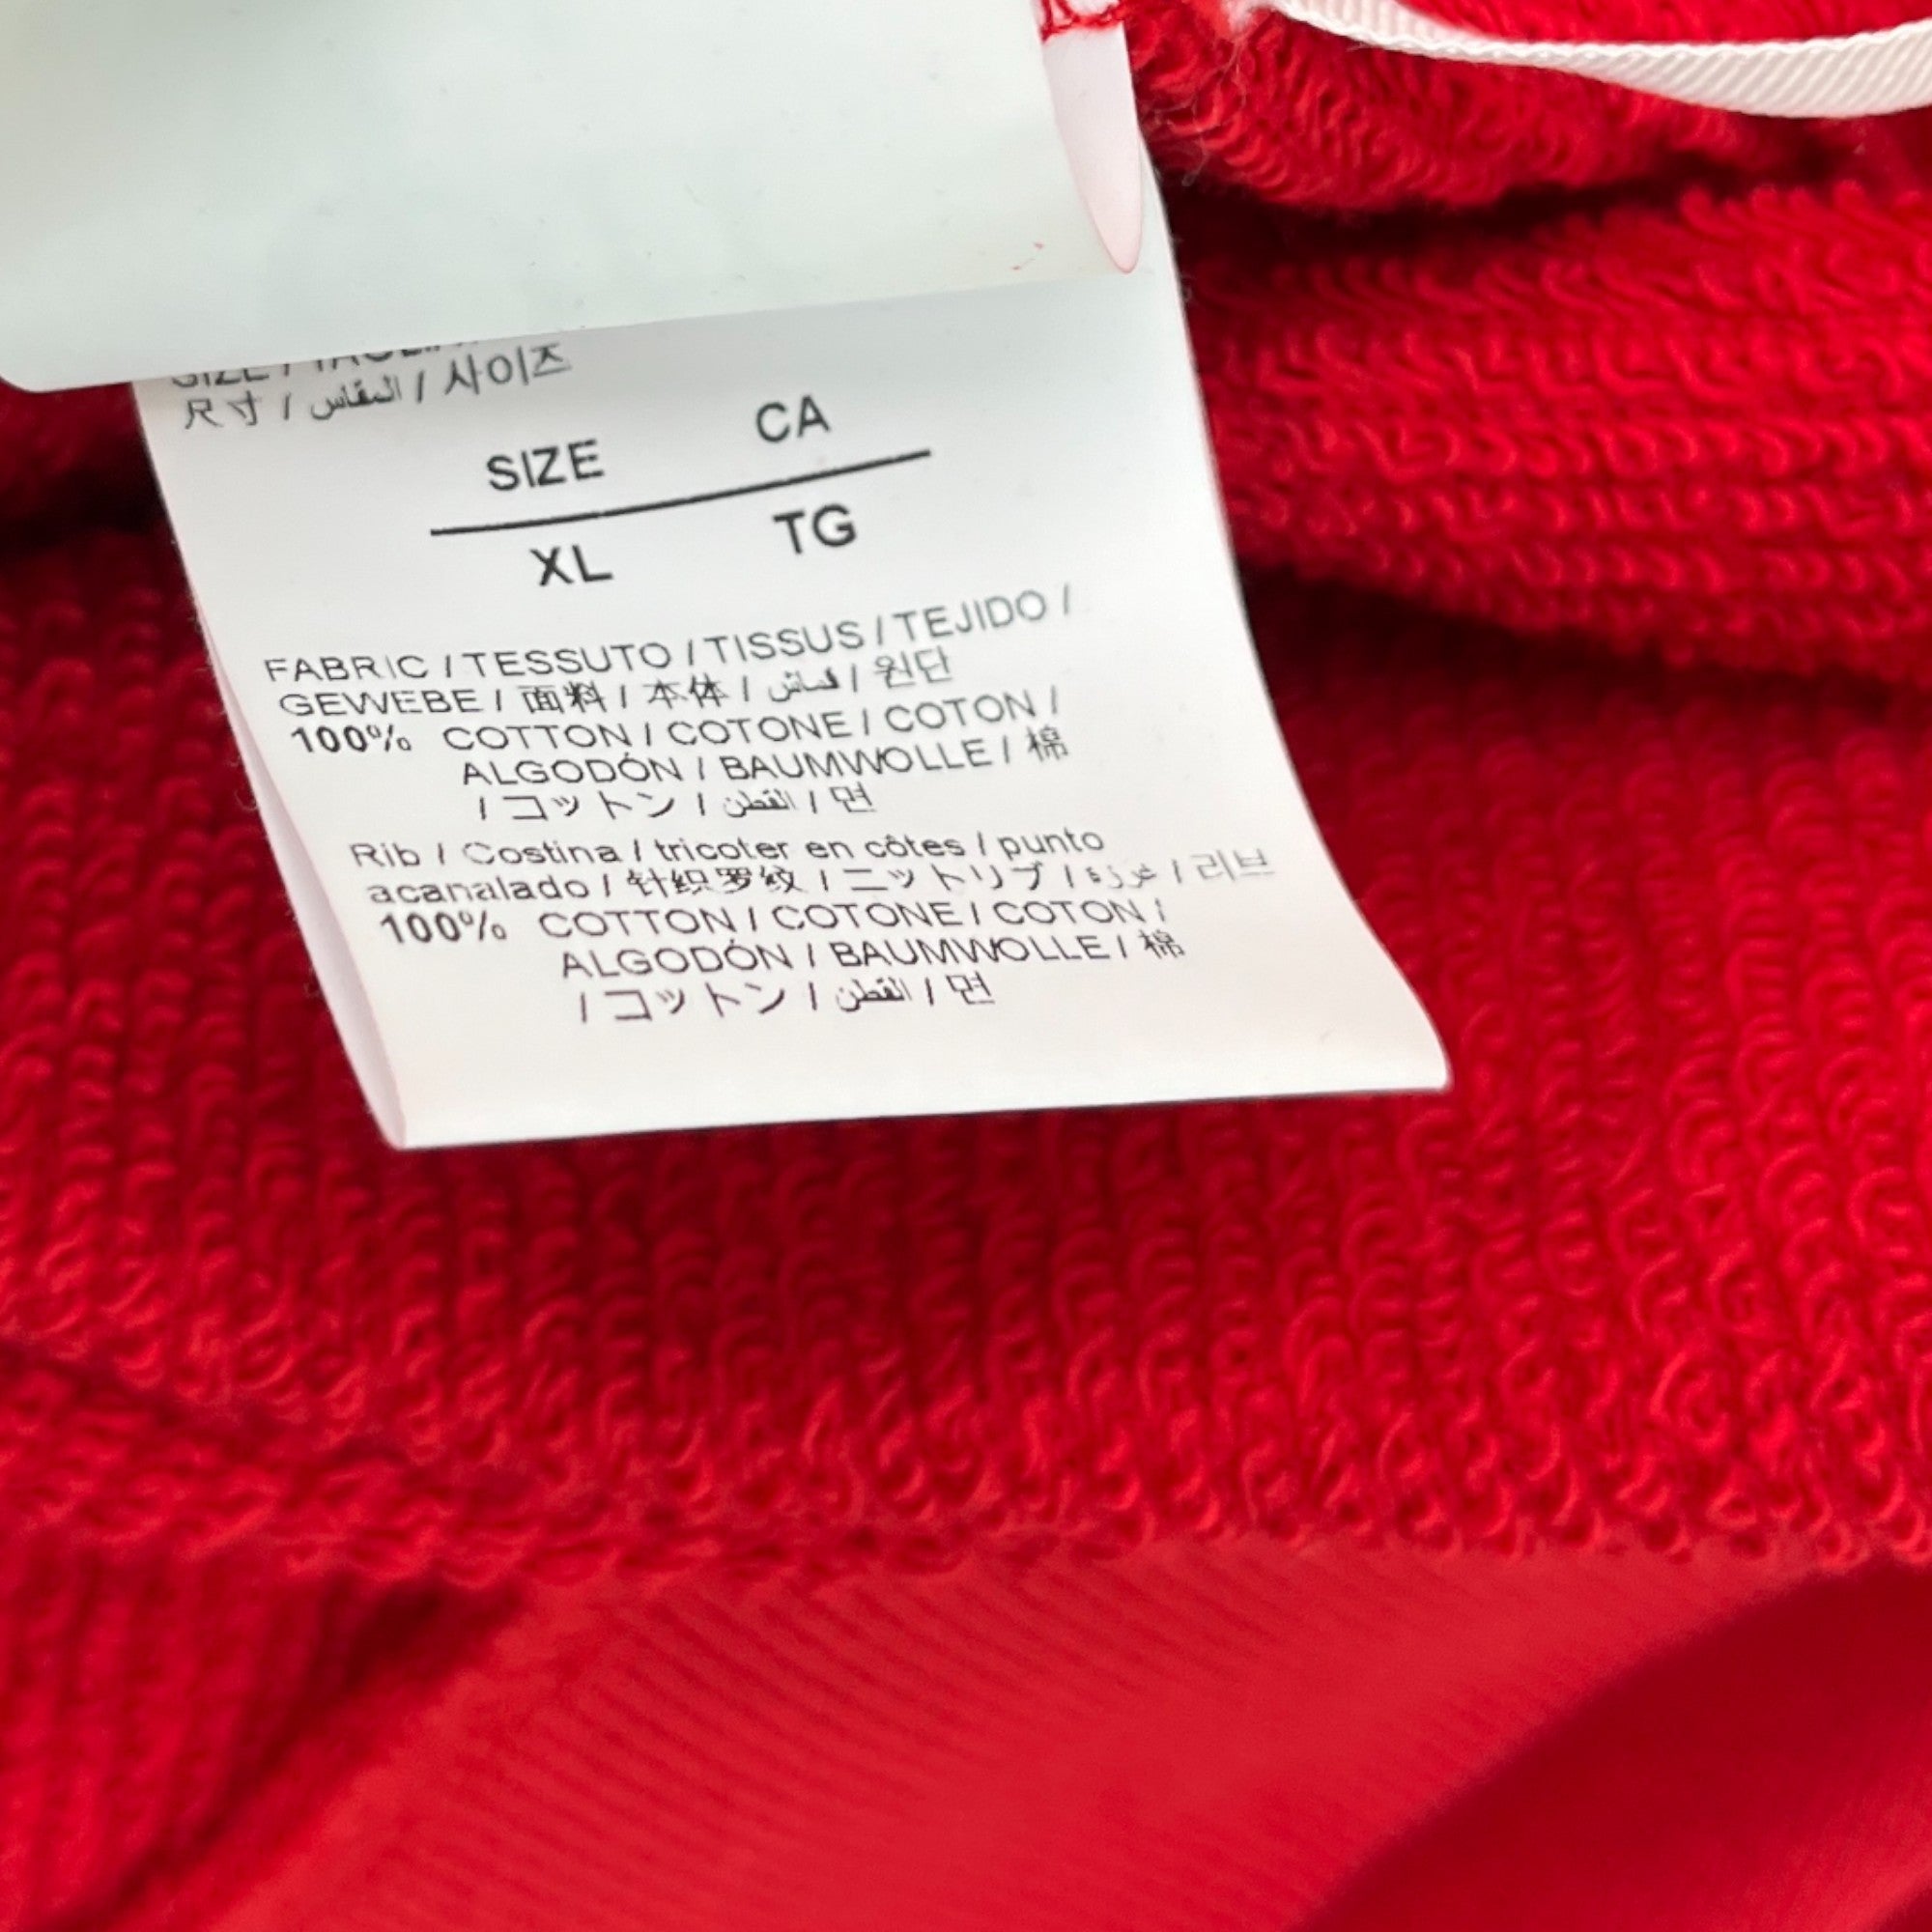 SIZE / TAGLIA
尺寸 / المقاس / 사이즈
SIZE CA
XL TG
FABRIC / TESSUTO / TISSUS / TEJIDO /
GEWEBE / 面料 / 本体 / قماش / 원단
100% COTTON / COTONE / COTON /
ALGODÓN / BAUMWOLLE / 棉
/ コットン / القطن / 면
Rib / Costina / tricoter en côtes / punto
acanalado / 针织罗纹 / ニットリブ / غرزة / 리브
100% COTTON / COTONE / COTON /
ALGODÓN / BAUMWOLLE / 棉
/ コットン / القطن / 면